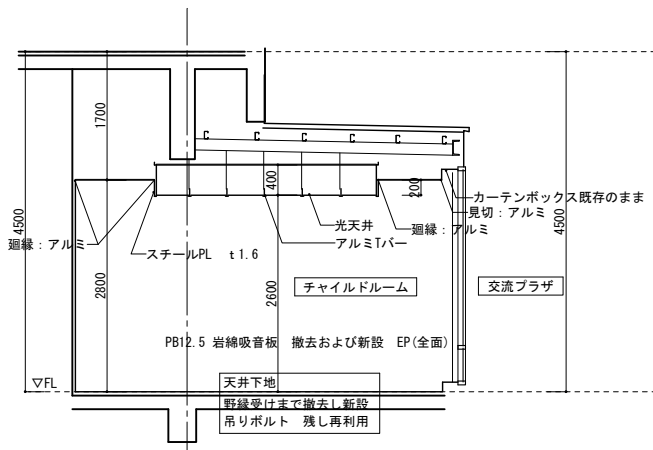 1700
4500
400
200
カーテンボックス既存のまま
見切：アルミ
光天井
アルミTバー
廻縁：アルミ
廻縁：アルミ
スチールPL　t1.6
4500
2800
2600
チャイルドルーム
交流プラザ
PB12.5 岩綿吸音板　撤去および新設　EP(全面)
▽FL
天井下地
野縁受けまで撤去し新設
吊りボルト　残し再利用